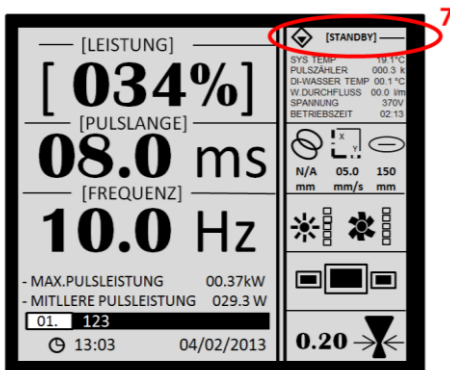 7
[LEISTUNG]
[ 034%]
[PULSLANGE]
08.0 ms
[FREQUENZ]
10.0 Hz
- MAX.PULSLEISTUNG 00.37kW
- MITLLERE PULSLEISTUNG 029.3 W
01. 123
13:03 04/02/2013
[STANDBY]
SYS TEMP 19.1°C
PULSZÄHLER 000.3 k
DI-WASSER TEMP 00.1 °C
W.DURCHFLUSS 00.0 l/m
SPANNUNG 370V
BETRIEBSZEIT 02:13
X
Y
N/A 05.0 150
mm mm/s mm
0.20